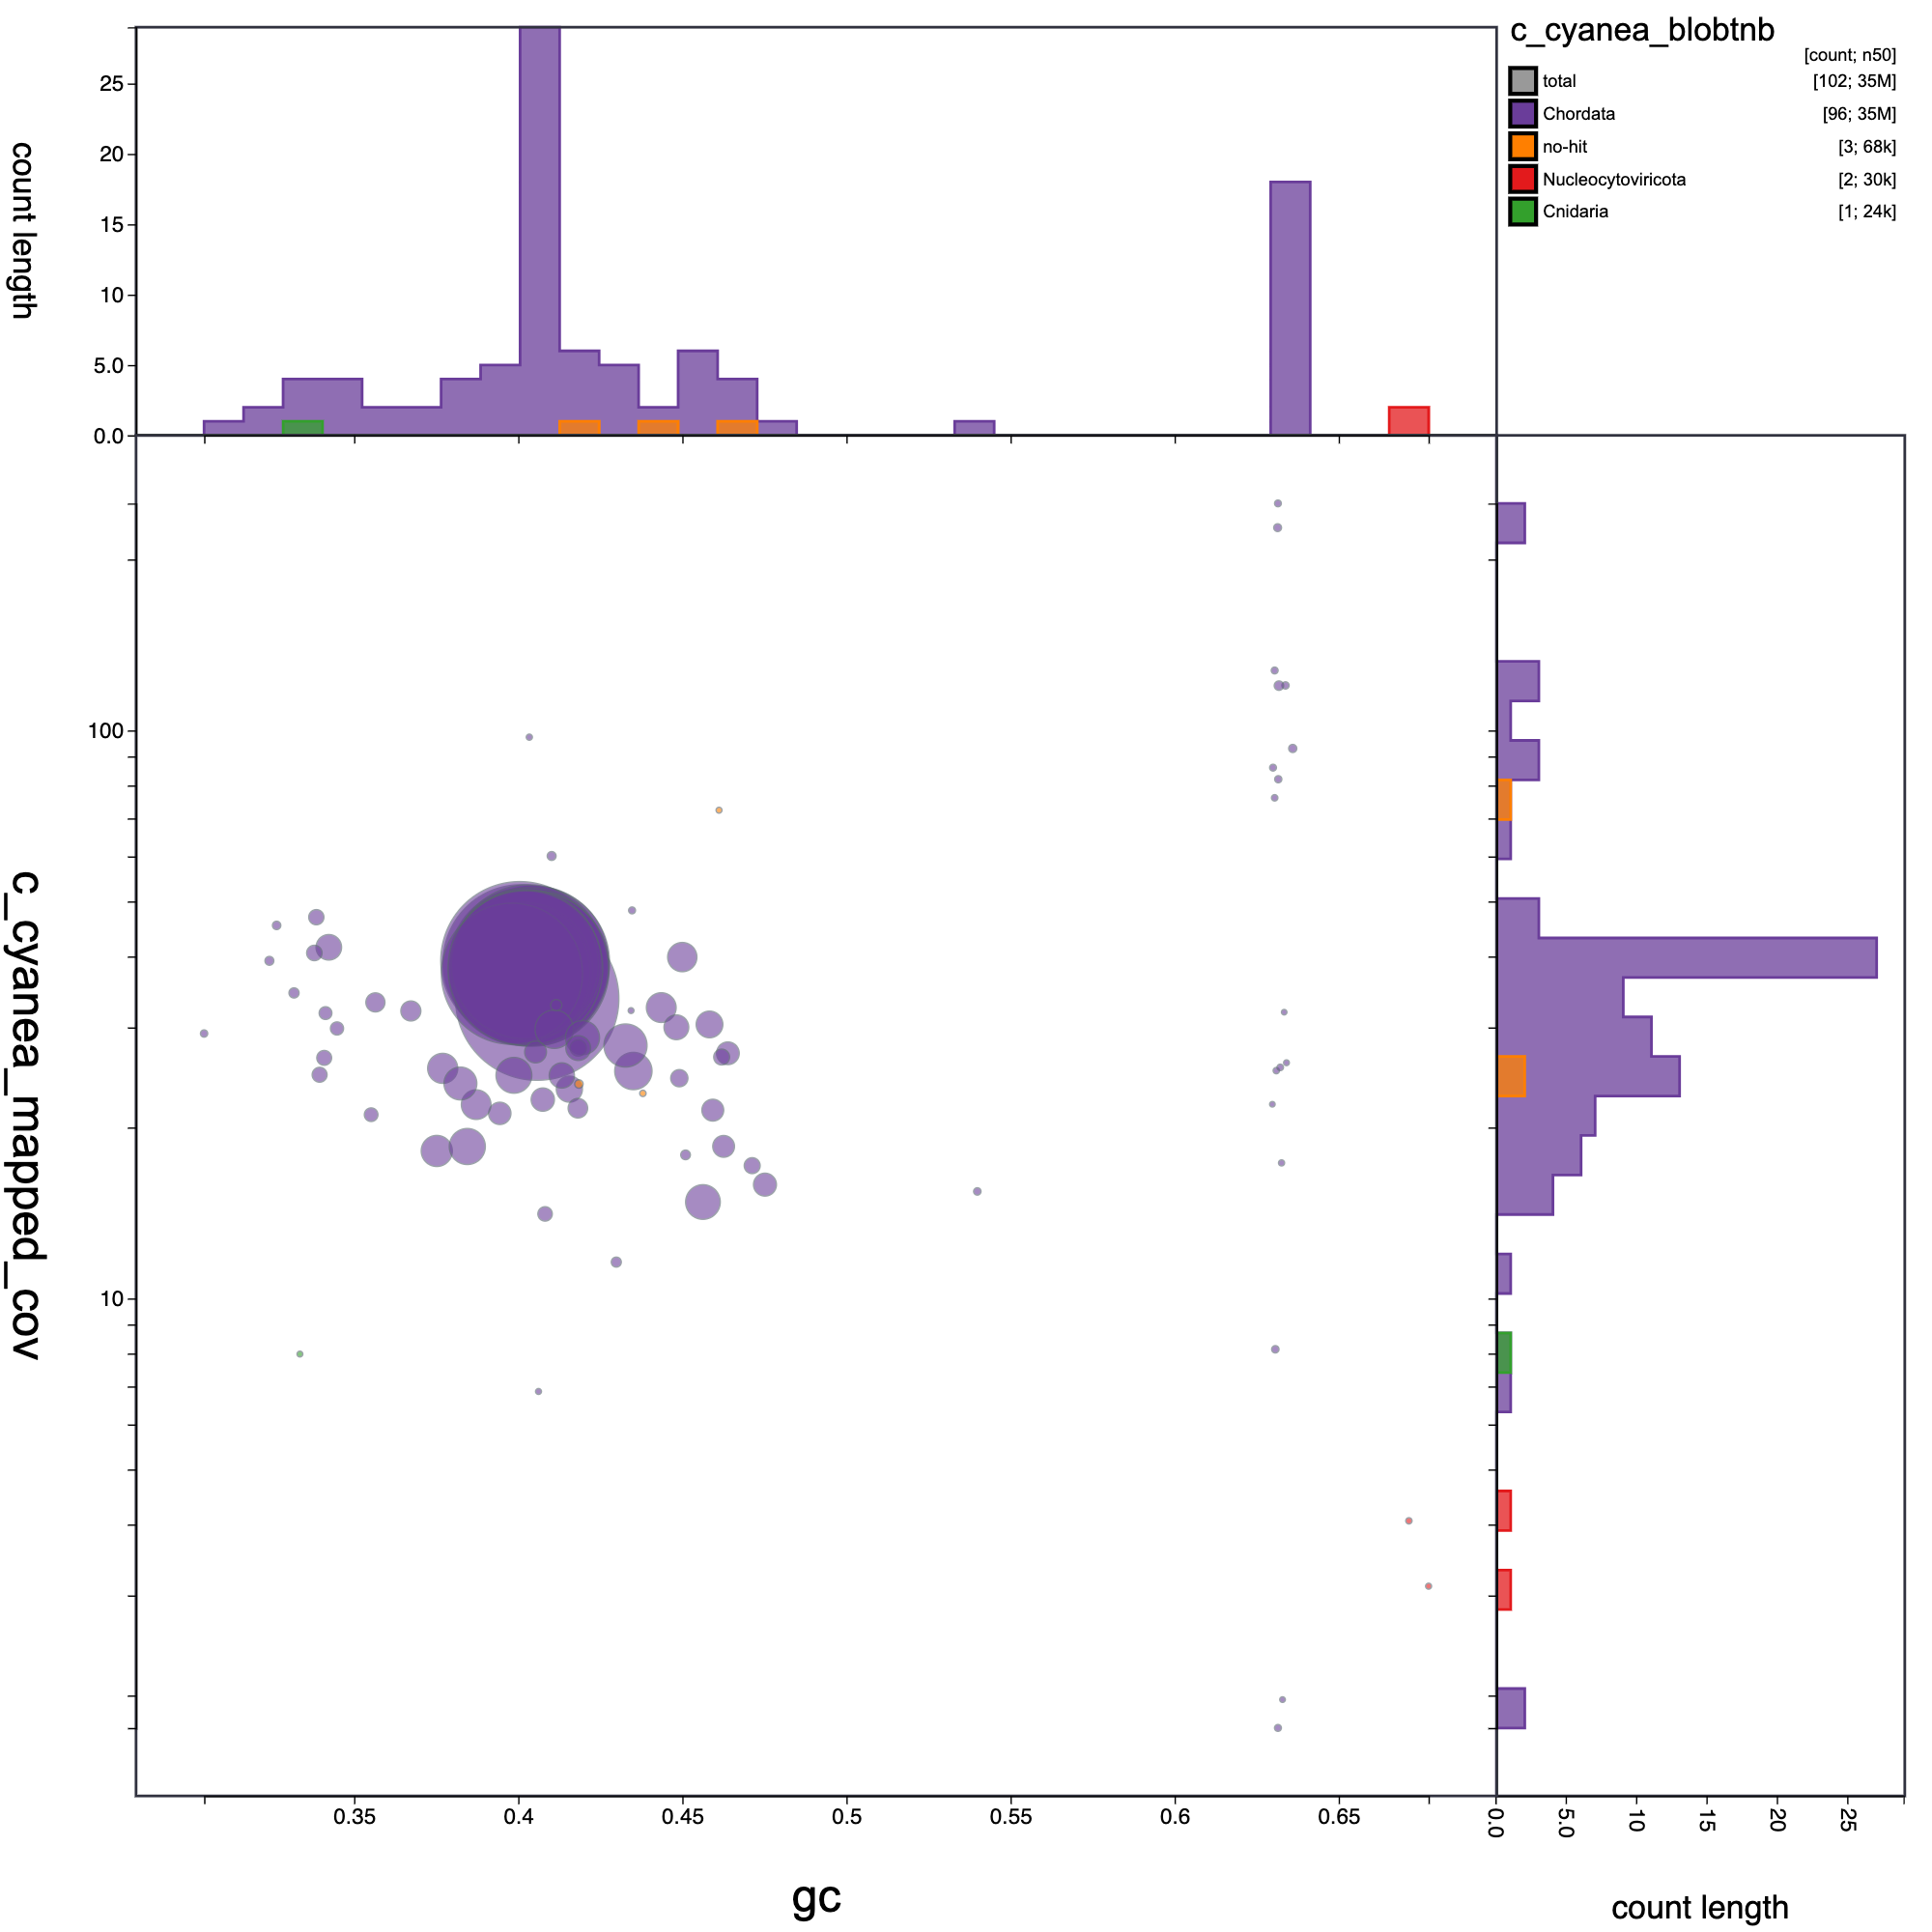 c_cyanea_blobtnb
[count; n50]
total [102; 35M]
Chordata [96; 35M]
no-hit [3; 68k]
Nucleocytoviricota [2; 30k]
Cnidaria [1; 24k]
count length
25
20
15
10
5.0
0.0
c_cyanea_mapped_cov
100
10
0.35 0.4 0.45 0.5 0.55 0.6 0.65
gc
0.0 5.0 10 15 20 25
count length